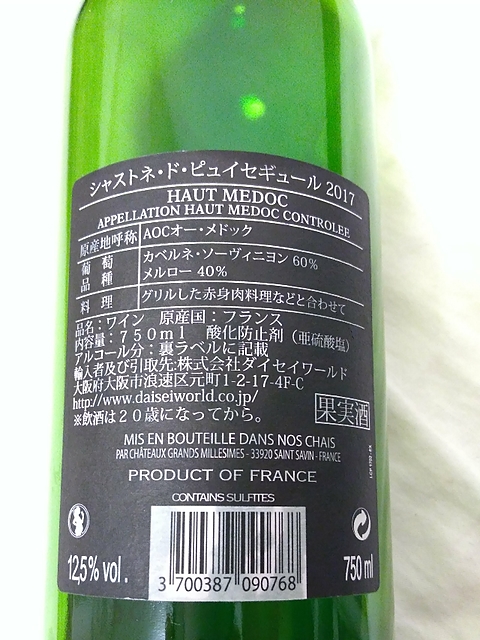 シャストネ・ド・ピュイセギュール 2017
HAUT MEDOC
APPELLATION HAUT MEDOC CONTROLEE
原産地呼称 AOCオー・メドック
葡萄品種 カベルネ・ソーヴィニヨン 60%
メルロー 40%
料理 グリルした赤身肉料理などと合わせて
品名:ワイン 原産国:フランス
内容量:750ml 酸化防止剤(亜硫酸塩)
アルコール分:裏ラベルに記載
輸入者及び引取先:株式会社ダイセイワールド
大阪府大阪市浪速区元町1-2-17-4F-C
http://www.daiseiworld.co.jp/
※飲酒は20歳になってから。
果実酒
MIS EN BOUTEILLE DANS NOS CHAIS
PAR CHÂTEAUX GRANDS MILLESIMES - 33920 SAINT SAVIN - FRANCE
PRODUCT OF FRANCE
CONTAINS SULFITES
12,5% vol.
750 ml
3 700387 090768